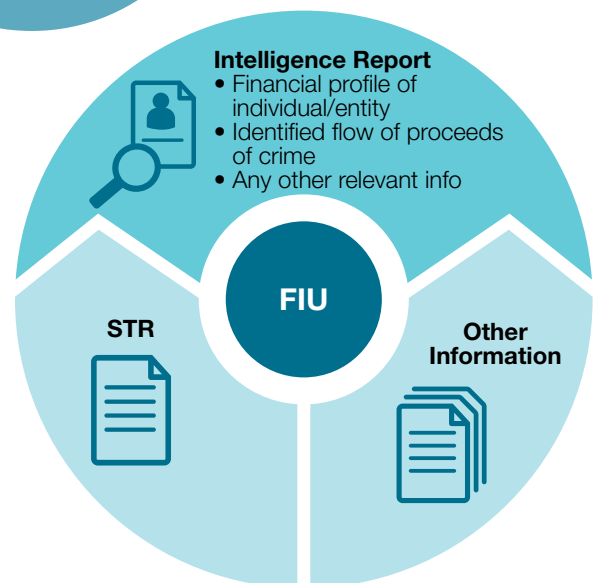 Intelligence Report
• Financial profile of
individual/entity
• Identified flow of proceeds
of crime
• Any other relevant info
FIU
STR
Other
Information